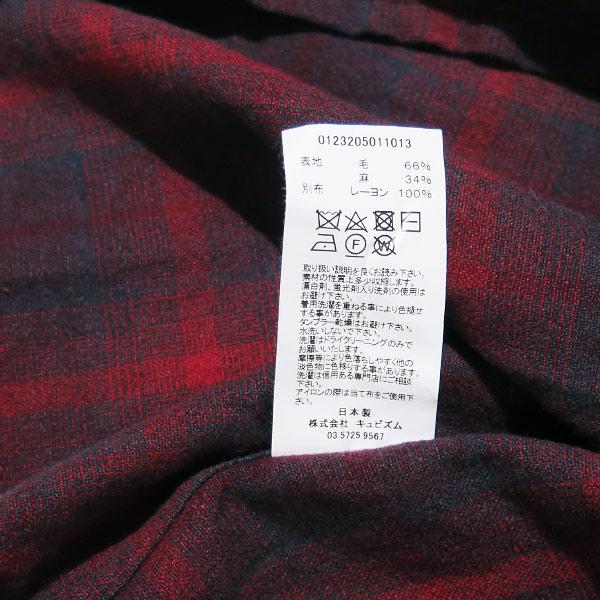 0123205011013
表地 毛 66%
麻 34%
別布 レーヨン 100%
F
W
取り扱い説明を良くお読み下さい。
素材の性質上多少収縮します。
漂白剤、蛍光剤入り洗剤の使用は
お避け下さい。
着用洗濯を重ねる事により色褪せ
する事があります。
タンブラー乾燥はお避け下さい。
水洗いしないで下さい。
洗濯はドライクリーニングのみで
お願いいたします。
摩擦等により色落ちしやすく他の
淡色物に色移りする事があります。
洗濯は信用ある専門店にご相談
下さい。
アイロンの際は当て布をご使用下
さい。
日本製
株式会社 キュビズム
03 5725 9567